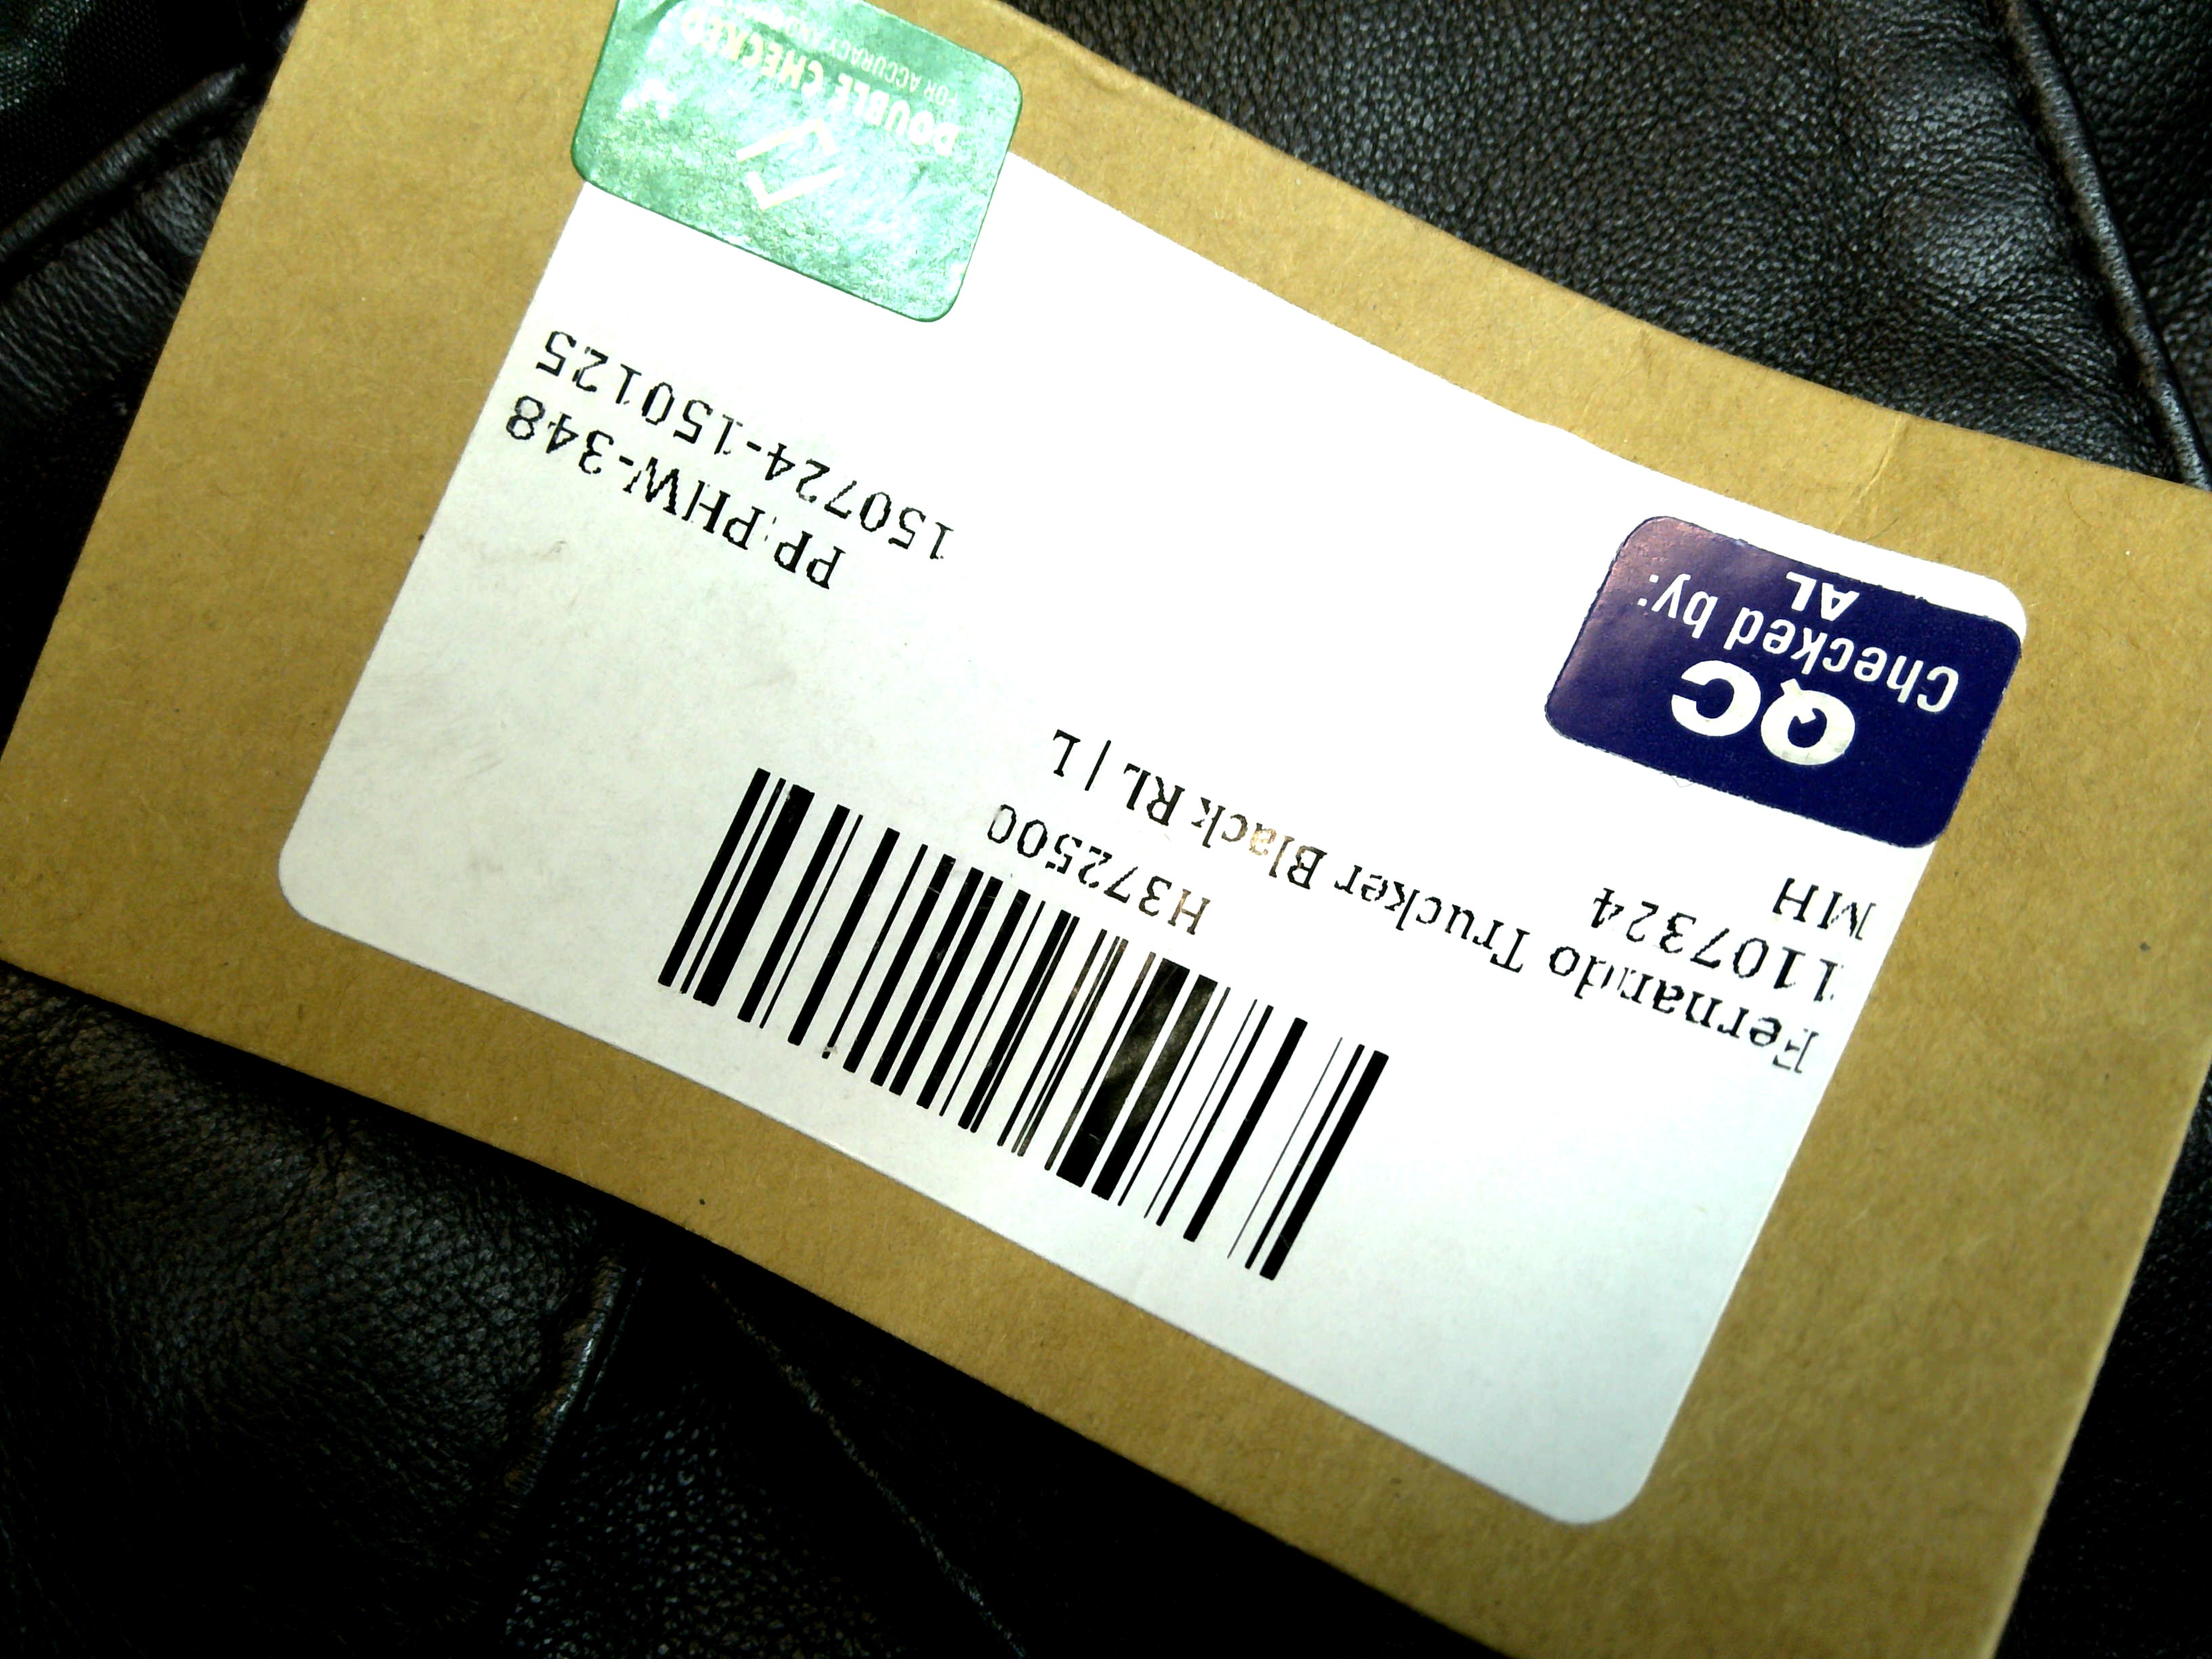 H372500
Fernando Trucker Black RL | L
1107324
MH
PP.PHW-348
150724-150125
QC
Checked by:
AL
DOUBLE CHECKED
FOR ACCURACY